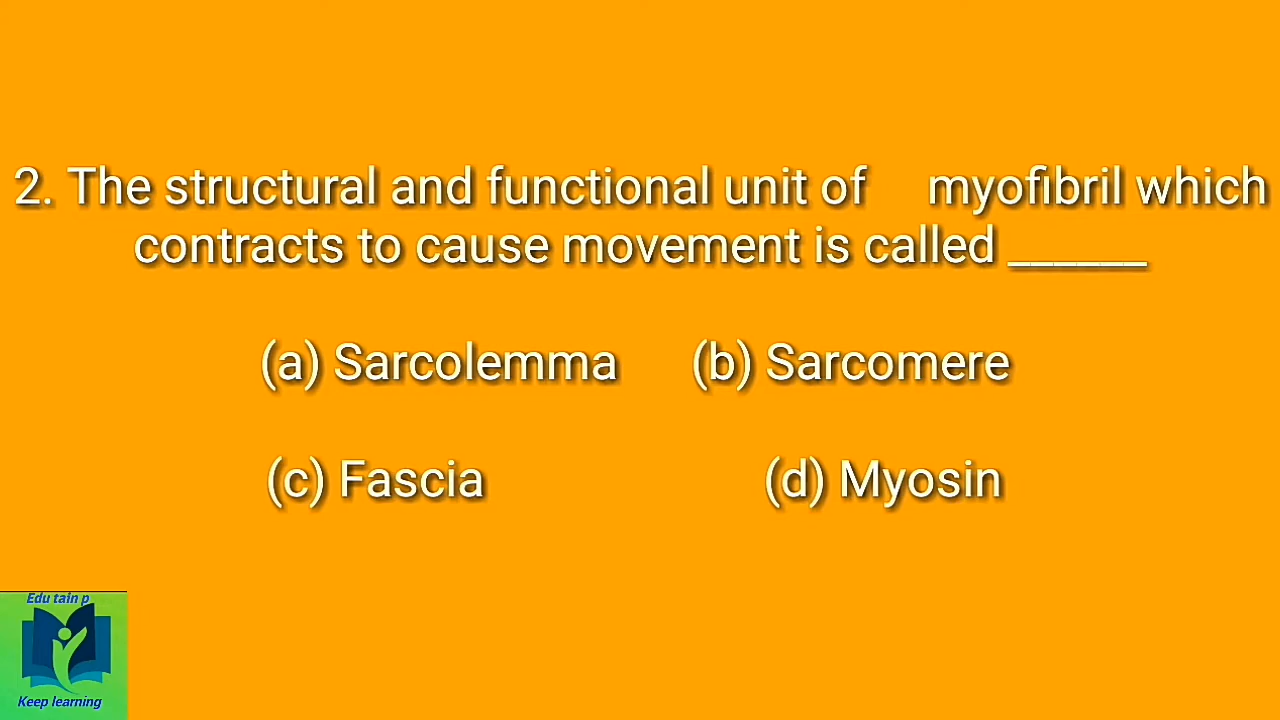 2. The structural and functional unit of myofibril which
contracts to cause movement is called ______
(a) Sarcolemma (b) Sarcomere
(c) Fascia (d) Myosin
Edu tain p
Keep learning